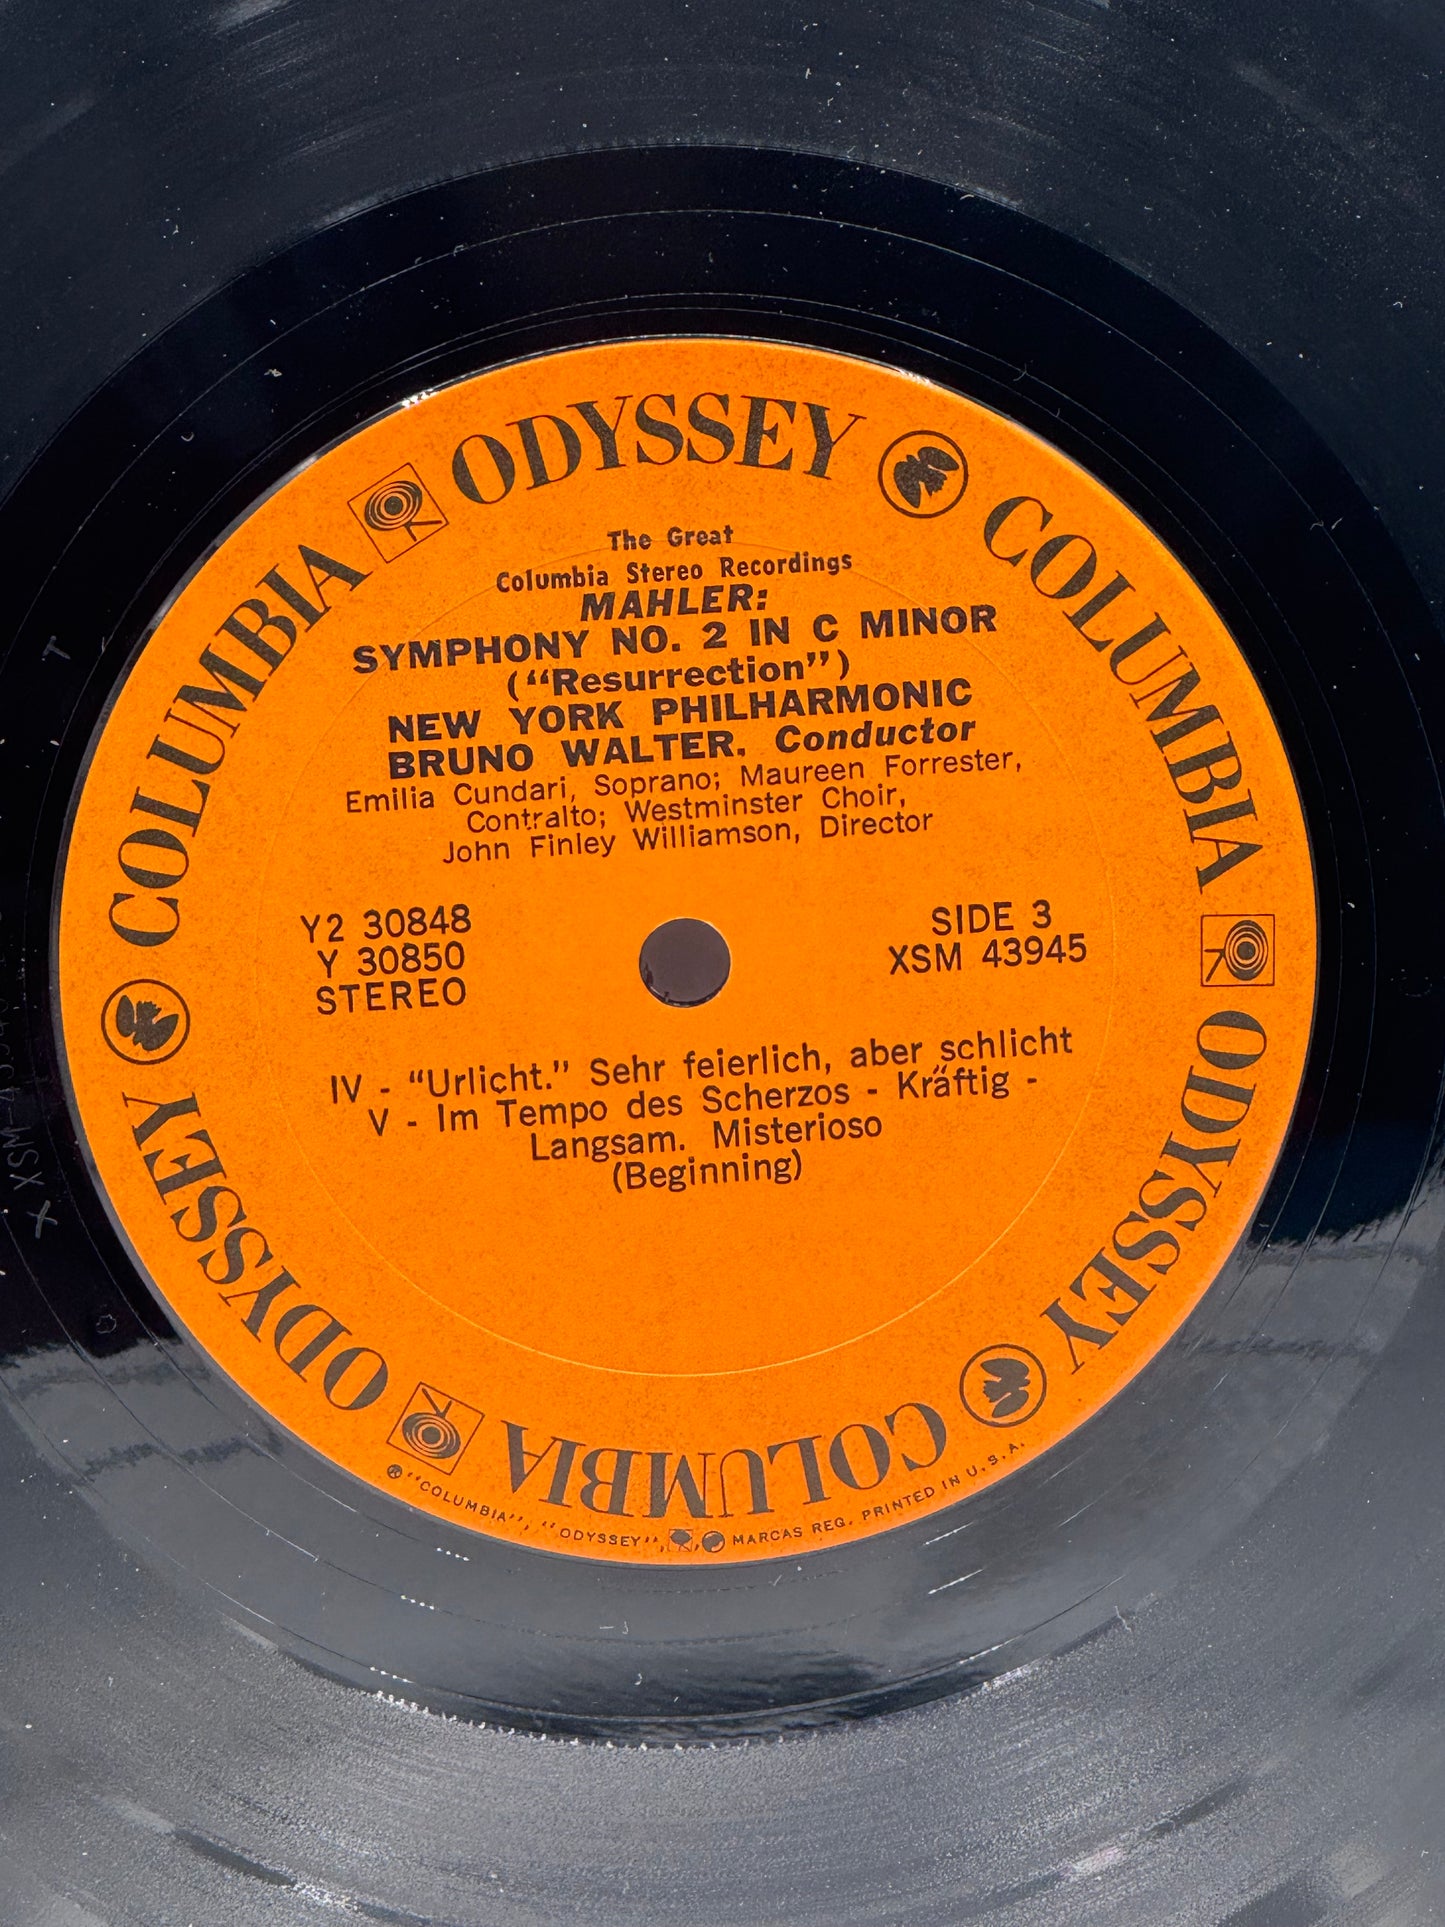 ODYSSEY
COLUMBIA
ODYSSEY
COLUMBIA
ODYSSEY
COLUMBIA
The Great
Columbia Stereo Recordings
MAHLER:
SYMPHONY NO. 2 IN C MINOR
("Resurrection")
NEW YORK PHILHARMONIC
BRUNO WALTER, Conductor
Emilia Cundari, Soprano; Maureen Forrester,
Contralto; Westminster Choir,
John Finley Williamson, Director
Y2 30848
Y 30850
STEREO
SIDE 3
XSM 43945
IV - "Urlicht." Sehr feierlich, aber schlicht
V - Im Tempo des Scherzos - Kräftig -
Langsam. Misterioso
(Beginning)
® "COLUMBIA", "ODYSSEY", MARCAS REG. PRINTED IN U.S.A.